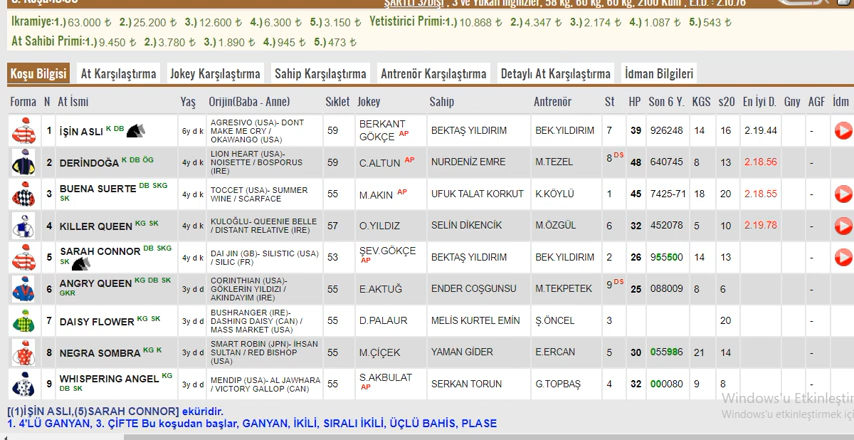 ŞARTLI 3/Dişi , 3 ve Yukarı İngilizler, 58 kg, 60 kg, 60 kg, 2100 Kum , E.İ.D. : 2.10.76
İkramiye:1.) 63.000 ₺ 2.) 25.200 ₺ 3.) 12.600 ₺ 4.) 6.300 ₺ 5.) 3.150 ₺ Yetistirici Primi:1.) 10.868 ₺ 2.) 4.347 ₺ 3.) 2.174 ₺ 4.) 1.087 ₺ 5.) 543 ₺
At Sahibi Primi:1.) 9.450 ₺ 2.) 3.780 ₺ 3.) 1.890 ₺ 4.) 945 ₺ 5.) 473 ₺
Koşu Bilgisi At Karşılaştırma Jokey Karşılaştırma Sahip Karşılaştırma Antrenör Karşılaştırma Detaylı At Karşılaştırma İdman Bilgileri
Forma N At İsmi Yaş Orijin(Baba - Anne) Sıklet Jokey Sahip Antrenör St HP Son 6 Y. KGS s20 En İyi D. Gny AGF İdm
1 İŞİN ASLI K DB 6y d k AGRESIVO (USA)- DONT MAKE ME CRY / OKAWANGO (USA) 59 BERKANT GÖKÇE AP BEKTAŞ YILDIRIM BEK.YILDIRIM 7 39 926248 14 16 2.19.44 -
2 DERİNDOĞA K DB ÖG 4y d k LION HEART (USA)- NOISETTE / BOSPORUS (IRE) 59 C.ALTUN AP NURDENİZ EMRE M.TEZEL 8 DS 48 640745 8 13 2.18.56 -
3 BUENA SUERTE DB SKG SK 4y d k TOCCET (USA)- SUMMER WINE / SCARFACE 55 M.AKIN AP UFUK TALAT KORKUT K.KÖYLÜ 1 45 7425-71 18 20 2.18.55 -
4 KILLER QUEEN KG SK 4y d k KULOĞLU- QUEENIE BELLE / DISTANT RELATIVE (IRE) 57 O.YILDIZ SELİN DİKENCİK M.ÖZGÜL 6 32 452078 5 10 2.19.78 -
5 SARAH CONNOR DB SKG SK 4y d k DAI JIN (GB)- SILISTIC (USA) / SILIC (FR) 53 ŞEV.GÖKÇE AP BEKTAŞ YILDIRIM BEK.YILDIRIM 2 26 955500 14 13 -
6 ANGRY QUEEN KG DB SK GKR 3y d d CORINTHIAN (USA)- GÖKLERIN YILDIZI / AKINDAYIM (IRE) 55 E.AKTUĞ ENDER COŞGUNSU M.TEKPETEK 9 DS 25 088009 8 6 -
7 DAISY FLOWER KG SK 3y d d BUSHRANGER (IRE)- DASHING DAISY (CAN) / MASS MARKET (USA) 55 D.PALAUR MELIS KURTEL EMİN Ş.ÖNCEL 3 20 -
8 NEGRA SOMBRA KG K 3y d d SMART ROBIN (JPN)- İHSAN SULTAN / RED BISHOP (USA) 55 M.ÇİÇEK YAMAN GİDER E.ERCAN 5 30 055986 21 14 -
9 WHISPERING ANGEL KG DB SK 3y d d MENDIP (USA)- AL JAWHARA / VICTORY GALLOP (CAN) 55 S.AKBULAT AP SERKAN TORUN G.TOPBAŞ 4 32 000080 9 8 -
Windows'u Etkinleştir
[(1)İŞİN ASLI,(5)SARAH CONNOR] eküridir.
Windows'u etkinleştirmek içi
1. 4'LÜ GANYAN, 3. ÇİFTE Bu koşudan başlar, GANYAN, İKİLİ, SIRALI İKİLİ, ÜÇLÜ BAHİS, PLASE